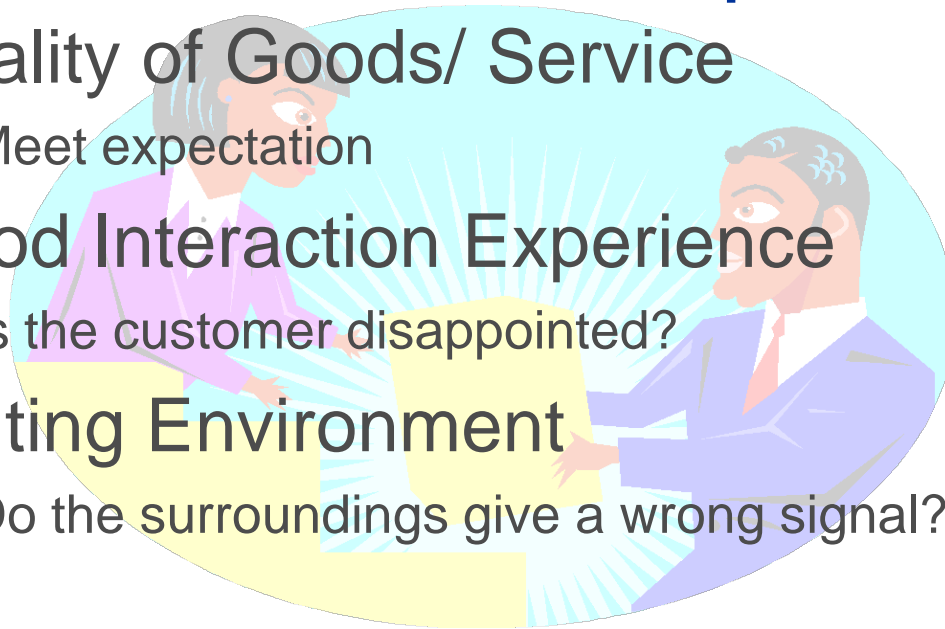 ality of Goods/ Service
Meet expectation
od Interaction Experience
s the customer disappointed?
ting Environment
Do the surroundings give a wrong signal?